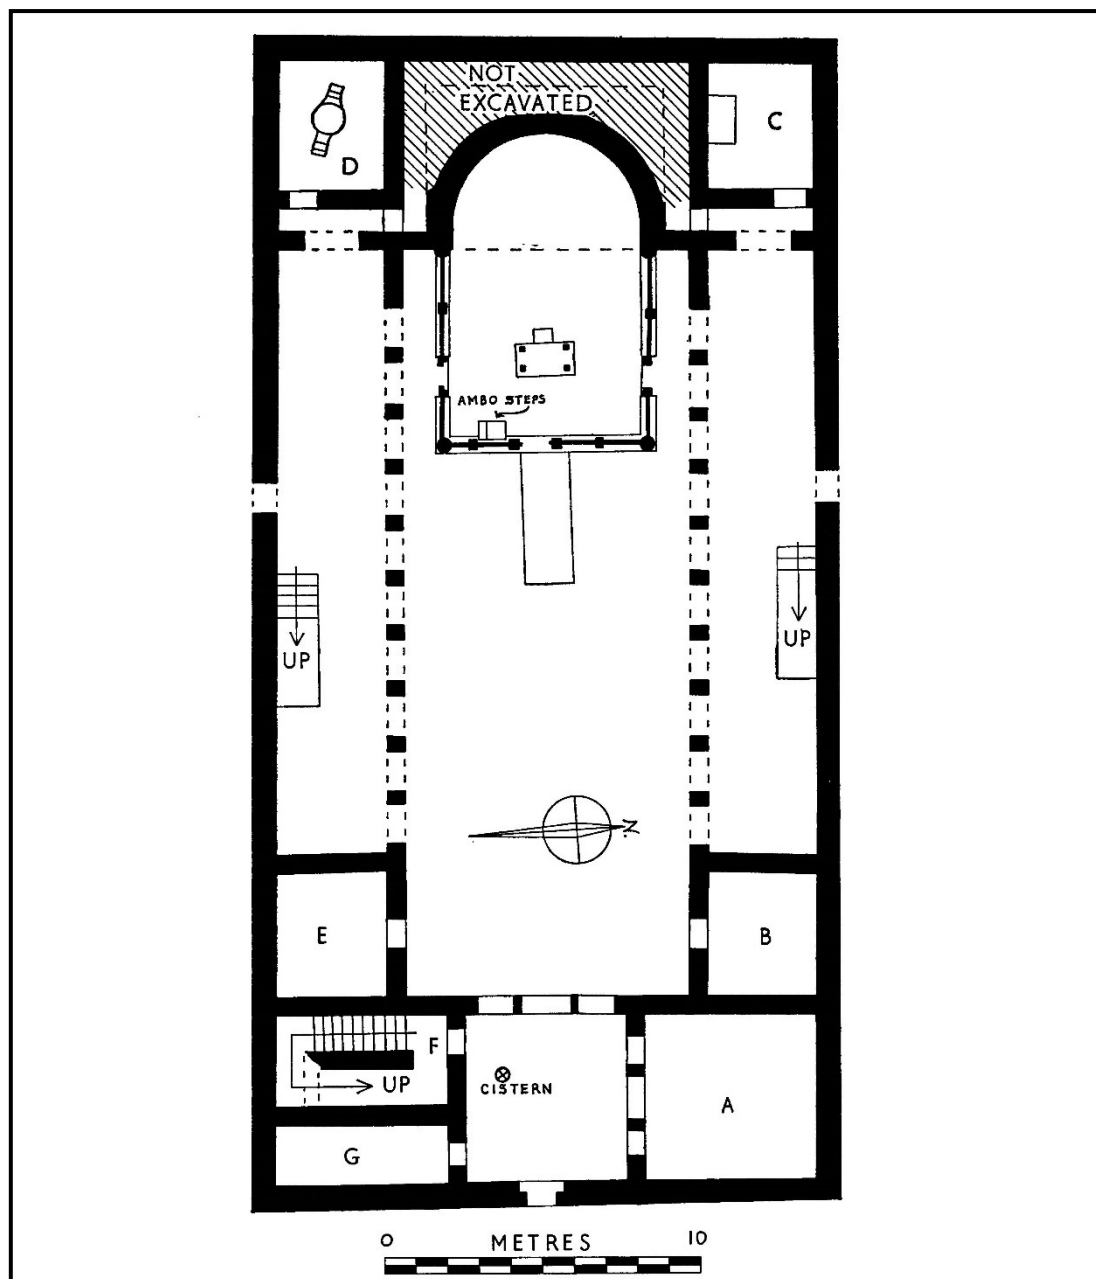 NOT
EXCAVATED
C
D
AMBO STEPS
UP
UP
N
E
B
F
UP
CISTERN
A
G
0 METRES 10